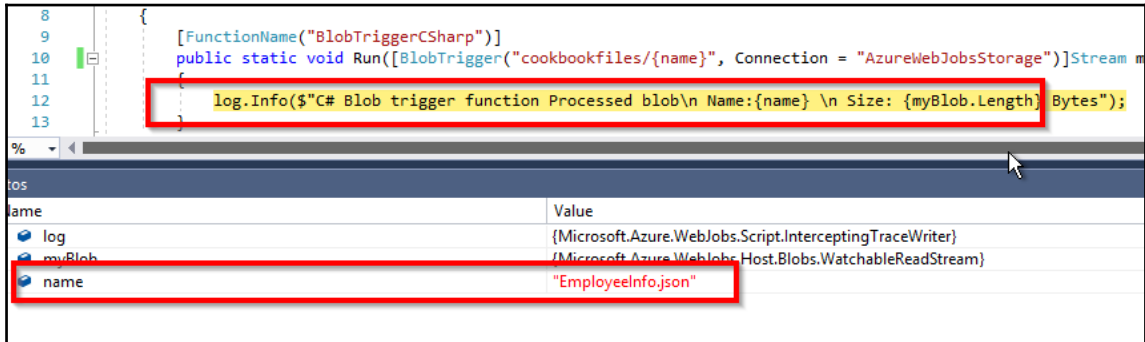 8 {
9 [FunctionName("BlobTriggerCSharp")]
10 public static void Run([BlobTrigger("cookbookfiles/{name}", Connection = "AzureWebJobsStorage")]Stream m
11 {
12 log.Info($"C# Blob trigger function Processed blob\n Name:{name} \n Size: {myBlob.Length} Bytes");
13 }
%
tos
Name Value
log {Microsoft.Azure.WebJobs.Script.InterceptingTraceWriter}
myBlob {Microsoft.Azure.WebJobs.Host.Blobs.WatchableReadStream}
name "EmployeeInfo.json"